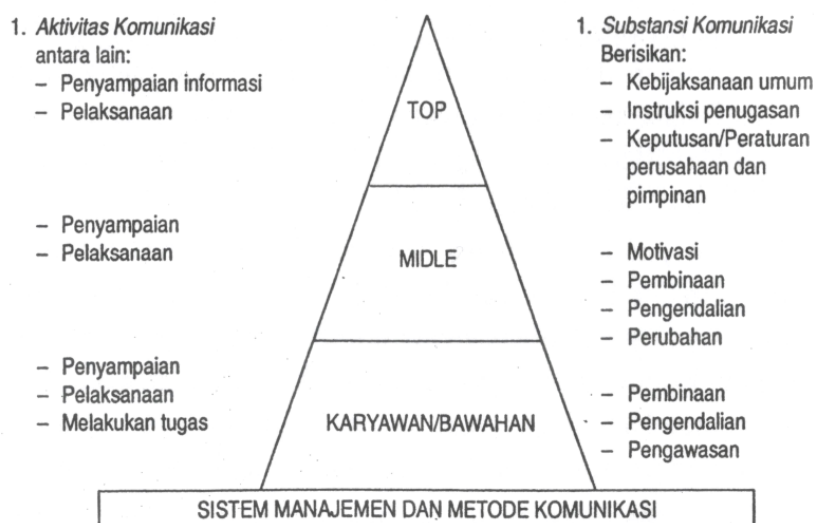 1. Aktivitas Komunikasi
antara lain:
– Penyampaian informasi
– Pelaksanaan
– Penyampaian
– Pelaksanaan
– Penyampaian
– Pelaksanaan
– Melakukan tugas
TOP
MIDLE
KARYAWAN/BAWAHAN
1. Substansi Komunikasi
Berisikan:
– Kebijaksanaan umum
– Instruksi penugasan
– Keputusan/Peraturan
perusahaan dan
pimpinan
– Motivasi
– Pembinaan
– Pengendalian
– Perubahan
– Pembinaan
– Pengendalian
– Pengawasan
SISTEM MANAJEMEN DAN METODE KOMUNIKASI